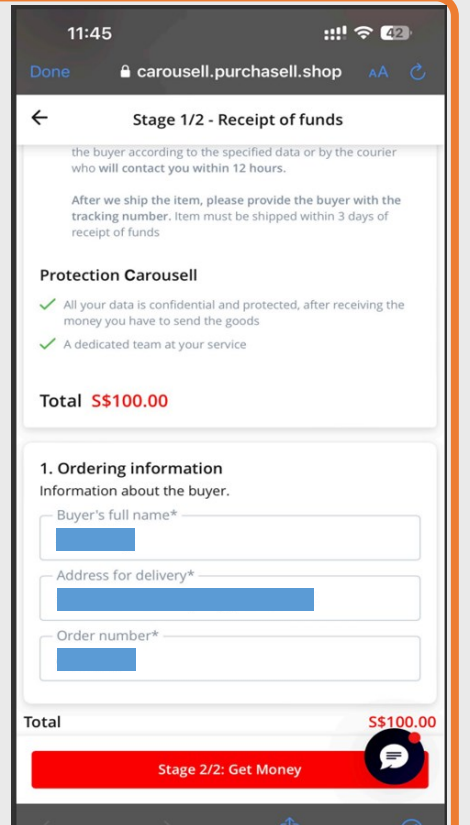 11:45
42
Done carousell.purchasell.shop AA
Stage 1/2 - Receipt of funds
the buyer according to the specified data or by the courier
who will contact you within 12 hours.
After we ship the item, please provide the buyer with the
tracking number. Item must be shipped within 3 days of
receipt of funds
Protection Carousell
All your data is confidential and protected, after receiving the
money you have to send the goods
A dedicated team at your service
Total S$100.00
1. Ordering information
Information about the buyer.
Buyer's full name*
Address for delivery*
Order number*
Total S$100.00
Stage 2/2: Get Money